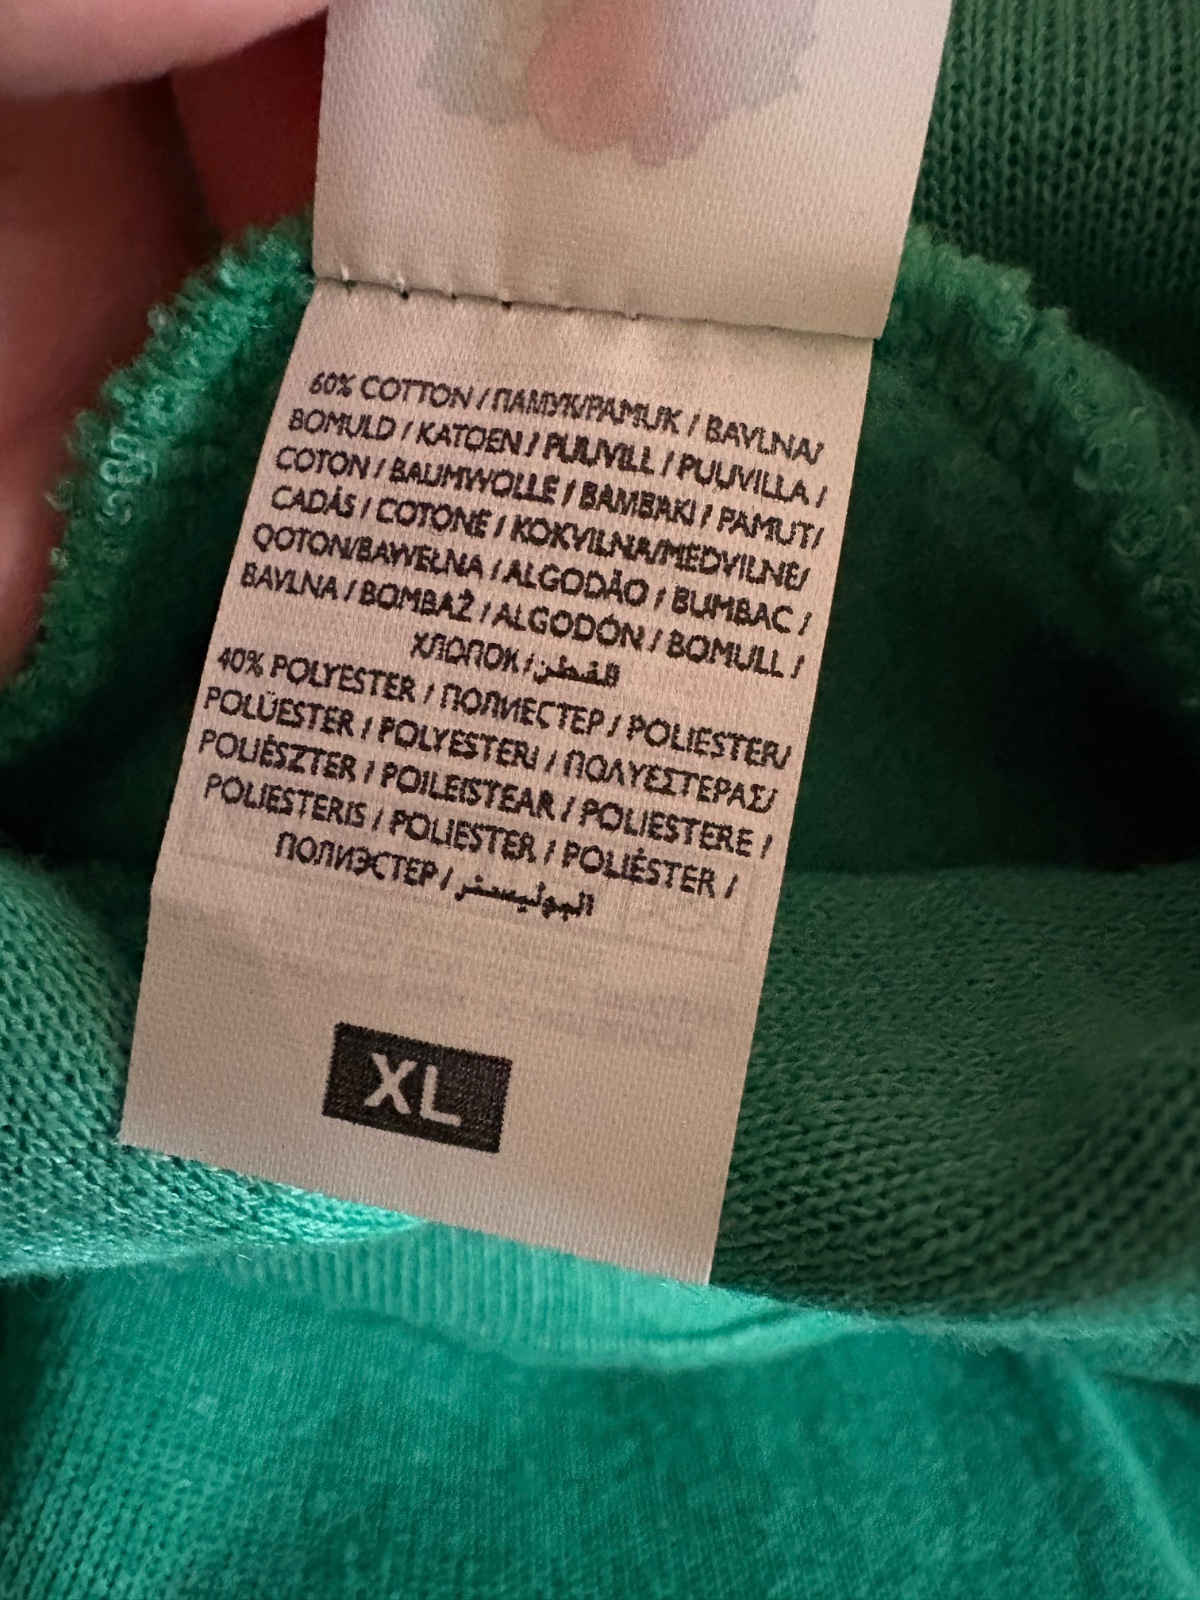 60% COTTON / ПАМУК/PAMUK / BAVLNA/
BOMULD / KATOEN / PUUVILL / PUUVILLA /
COTON / BAUMWOLLE / BAMBAKI / PAMUT/
CADÁS / COTONE / KOKVILNA/MEDVILNE/
QOTON/BAWEŁNA / ALGODÃO / BUMBAC /
BAVLNA / BOMBAŽ / ALGODÓN / BOMULL /
ХЛОПОК / القطن
40% POLYESTER / ПОЛИЕСТЕР / POLIESTER/
POLÜESTER / POLYESTERI / ΠΟΛΥΕΣΤΕΡΑΣ/
POLIÉSZTER / POILEISTEAR / POLIESTERE /
POLIESTERIS / POLIESTER / POLIÉSTER /
ПОЛИЭСТЕР / البوليستر
XL